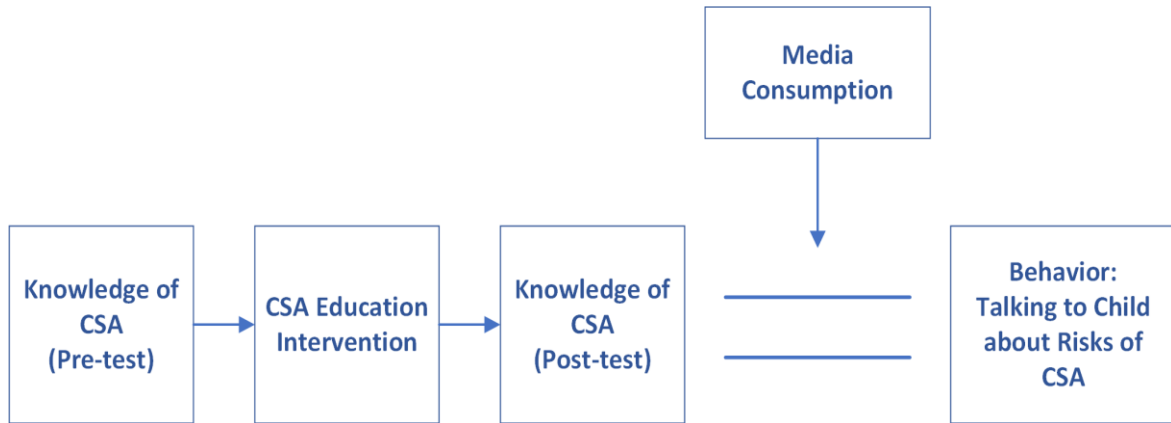 Media
Consumption
Knowledge of
CSA
(Pre-test)
CSA Education
Intervention
Knowledge of
CSA
(Post-test)
Behavior:
Talking to Child
about Risks of
CSA